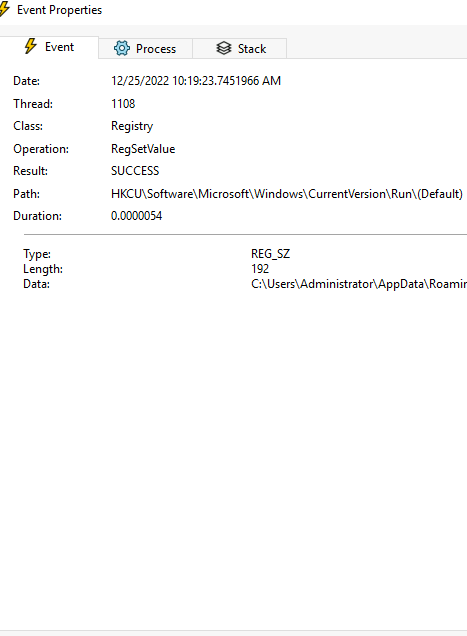 Event Properties
Event Process Stack
Date: 12/25/2022 10:19:23.7451966 AM
Thread: 1108
Class: Registry
Operation: RegSetValue
Result: SUCCESS
Path: HKCU\Software\Microsoft\Windows\CurrentVersion\Run\(Default)
Duration: 0.0000054
Type: REG_SZ
Length: 192
Data: C:\Users\Administrator\AppData\Roamin